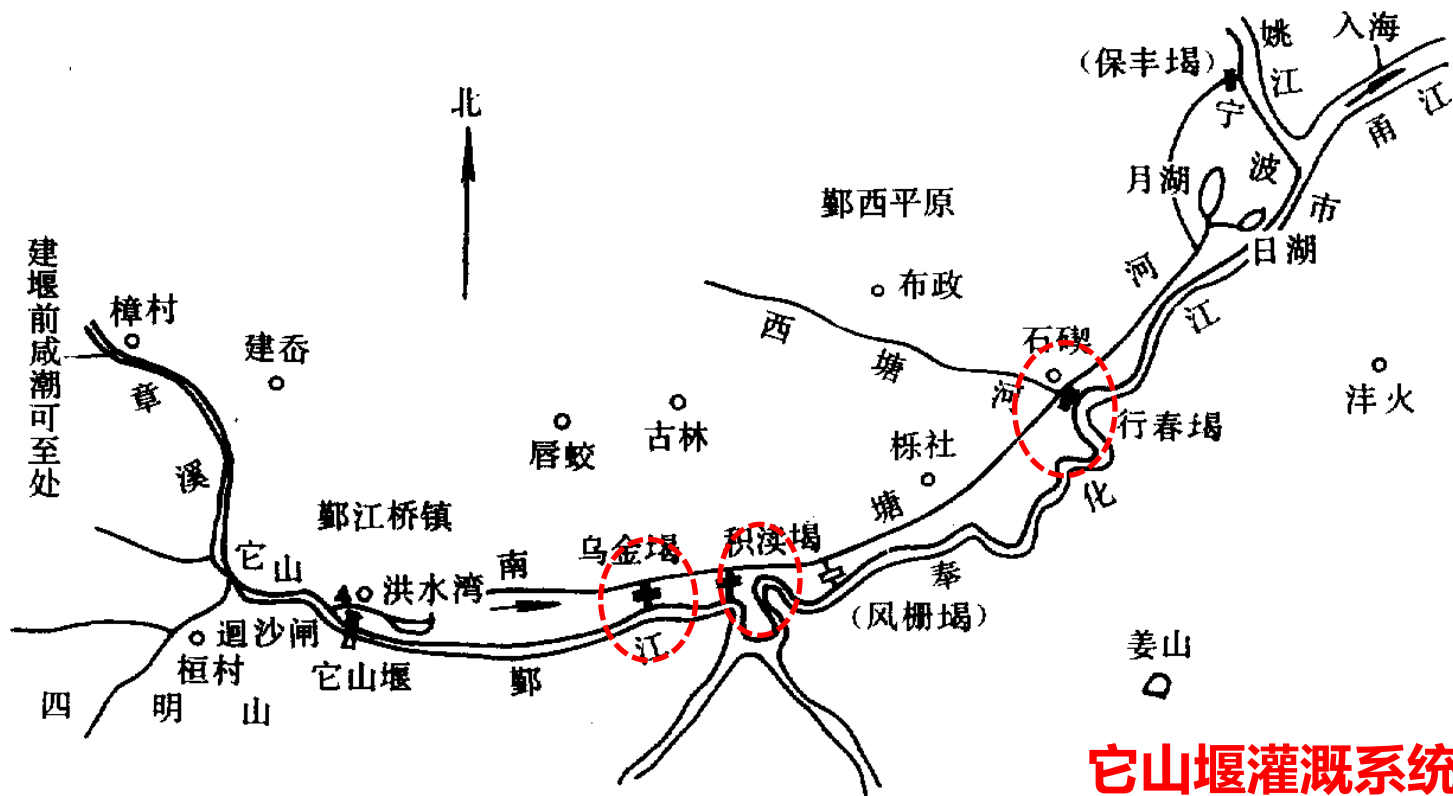 姚江
入海
(保丰堨)
甬江
宁波市
月湖
日湖
北
鄞西平原
布政
西塘河
石碶
行春堨
沣火
建堰前咸潮可至处
樟村
建岙
章溪
唇蛟
古林
栎社
鄞江桥镇
乌金堨
积渎堨
南塘河
奉化江
(风栅堨)
它山
洪水湾
迴沙闸
桓村
它山堰
鄞江
四明山
姜山
它山堰灌溉系统